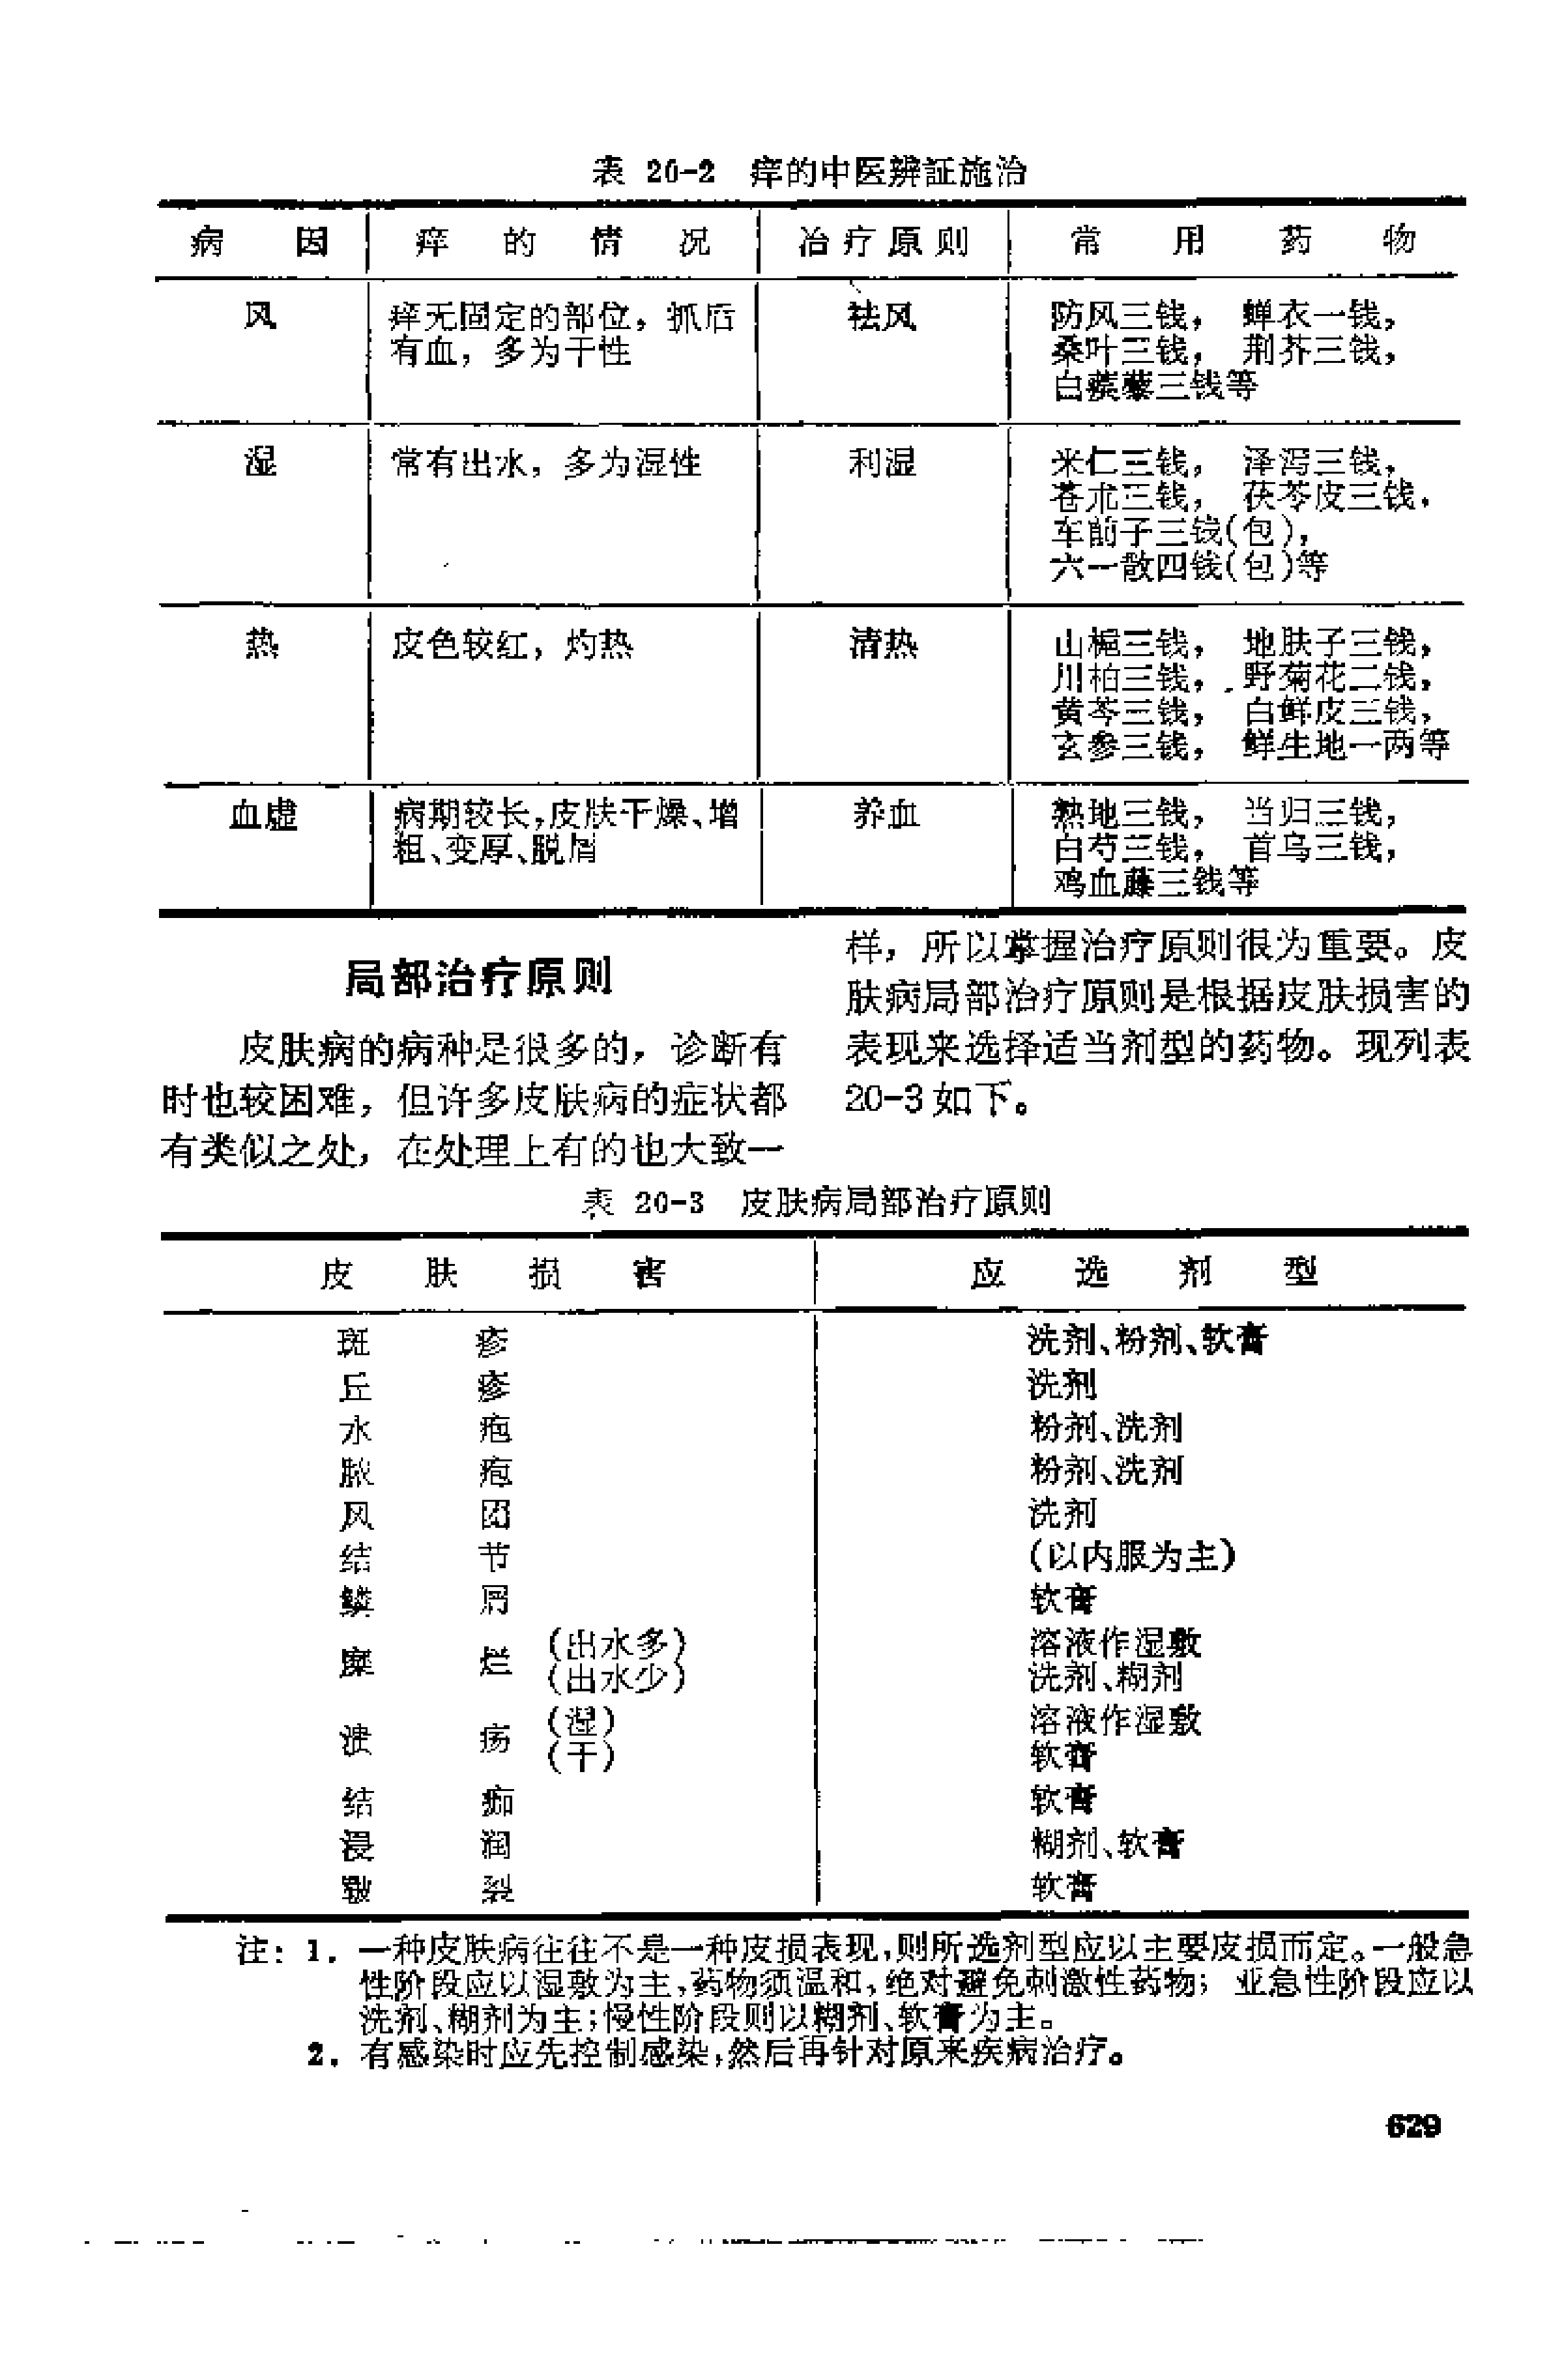 表 20-2 痒的中医辨証施治
病因 痒的情况 治疗原则 常用药物
风 痒无固定的部位，抓后 祛风 防风三钱， 蝉衣一钱，
有血，多为干性 桑叶三钱， 荆芥三钱，
白蒺藜三钱等
湿 常有出水，多为湿性 利湿 米仁三钱， 泽泻三钱，
苍朮三钱， 茯苓皮三钱，
车前子三钱(包)，
六一散四钱(包)等
热 皮色较红，灼热 清热 山梔三钱， 地肤子三钱，
川柏三钱， 野菊花二钱，
黄芩三钱， 白鲜皮三钱，
玄参三钱， 鲜生地一两等
血虚 病期较长，皮肤干燥、增 养血 熟地三钱， 当归三钱，
粗、变厚、脱屑 白芍三钱， 首乌三钱，
鸡血藤三钱等
局部治疗原则
皮肤病的病种是很多的，诊断有
时也较困难，但许多皮肤病的症状都
有类似之处，在处理上有的也大致一
样，所以掌握治疗原则很为重要。皮
肤病局部治疗原则是根据皮肤损害的
表现来选择适当剂型的药物。现列表
20-3如下。
表 20-3 皮肤病局部治疗原则
皮肤损害 应选剂型
斑疹 洗剂、粉剂、软膏
丘疹 洗剂
水疱 粉剂、洗剂
脓疱 粉剂、洗剂
风团 洗剂
结节 (以内服为主)
鳞屑 软膏
糜烂 (出水多) 溶液作湿敷
(出水少) 洗剂、糊剂
溃疡 (湿) 溶液作湿敷
(干) 软膏
结痂 软膏
浸润 糊剂、软膏
皲裂 软膏
注：1. 一种皮肤病往往不是一种皮损表现，则所选剂型应以主要皮损而定。一般急
性阶段应以湿敷为主，药物须温和，绝对避免刺激性药物；亚急性阶段应以
洗剂、糊剂为主；慢性阶段则以糊剂、软膏为主。
2. 有感染时应先控制感染，然后再针对原来疾病治疗。
629